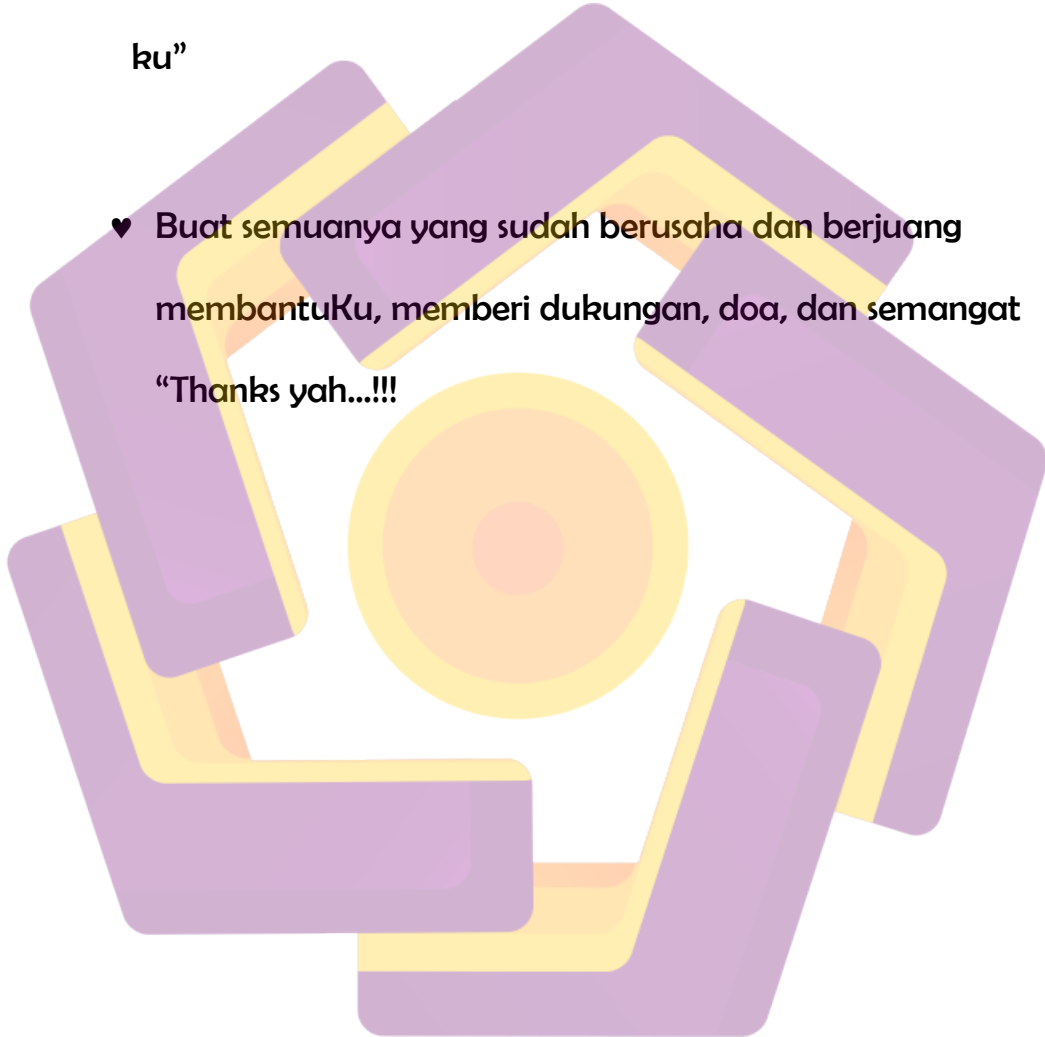 ku”
♥ Buat semuanya yang sudah berusaha dan berjuang
membantuKu, memberi dukungan, doa, dan semangat
“Thanks yah...!!!